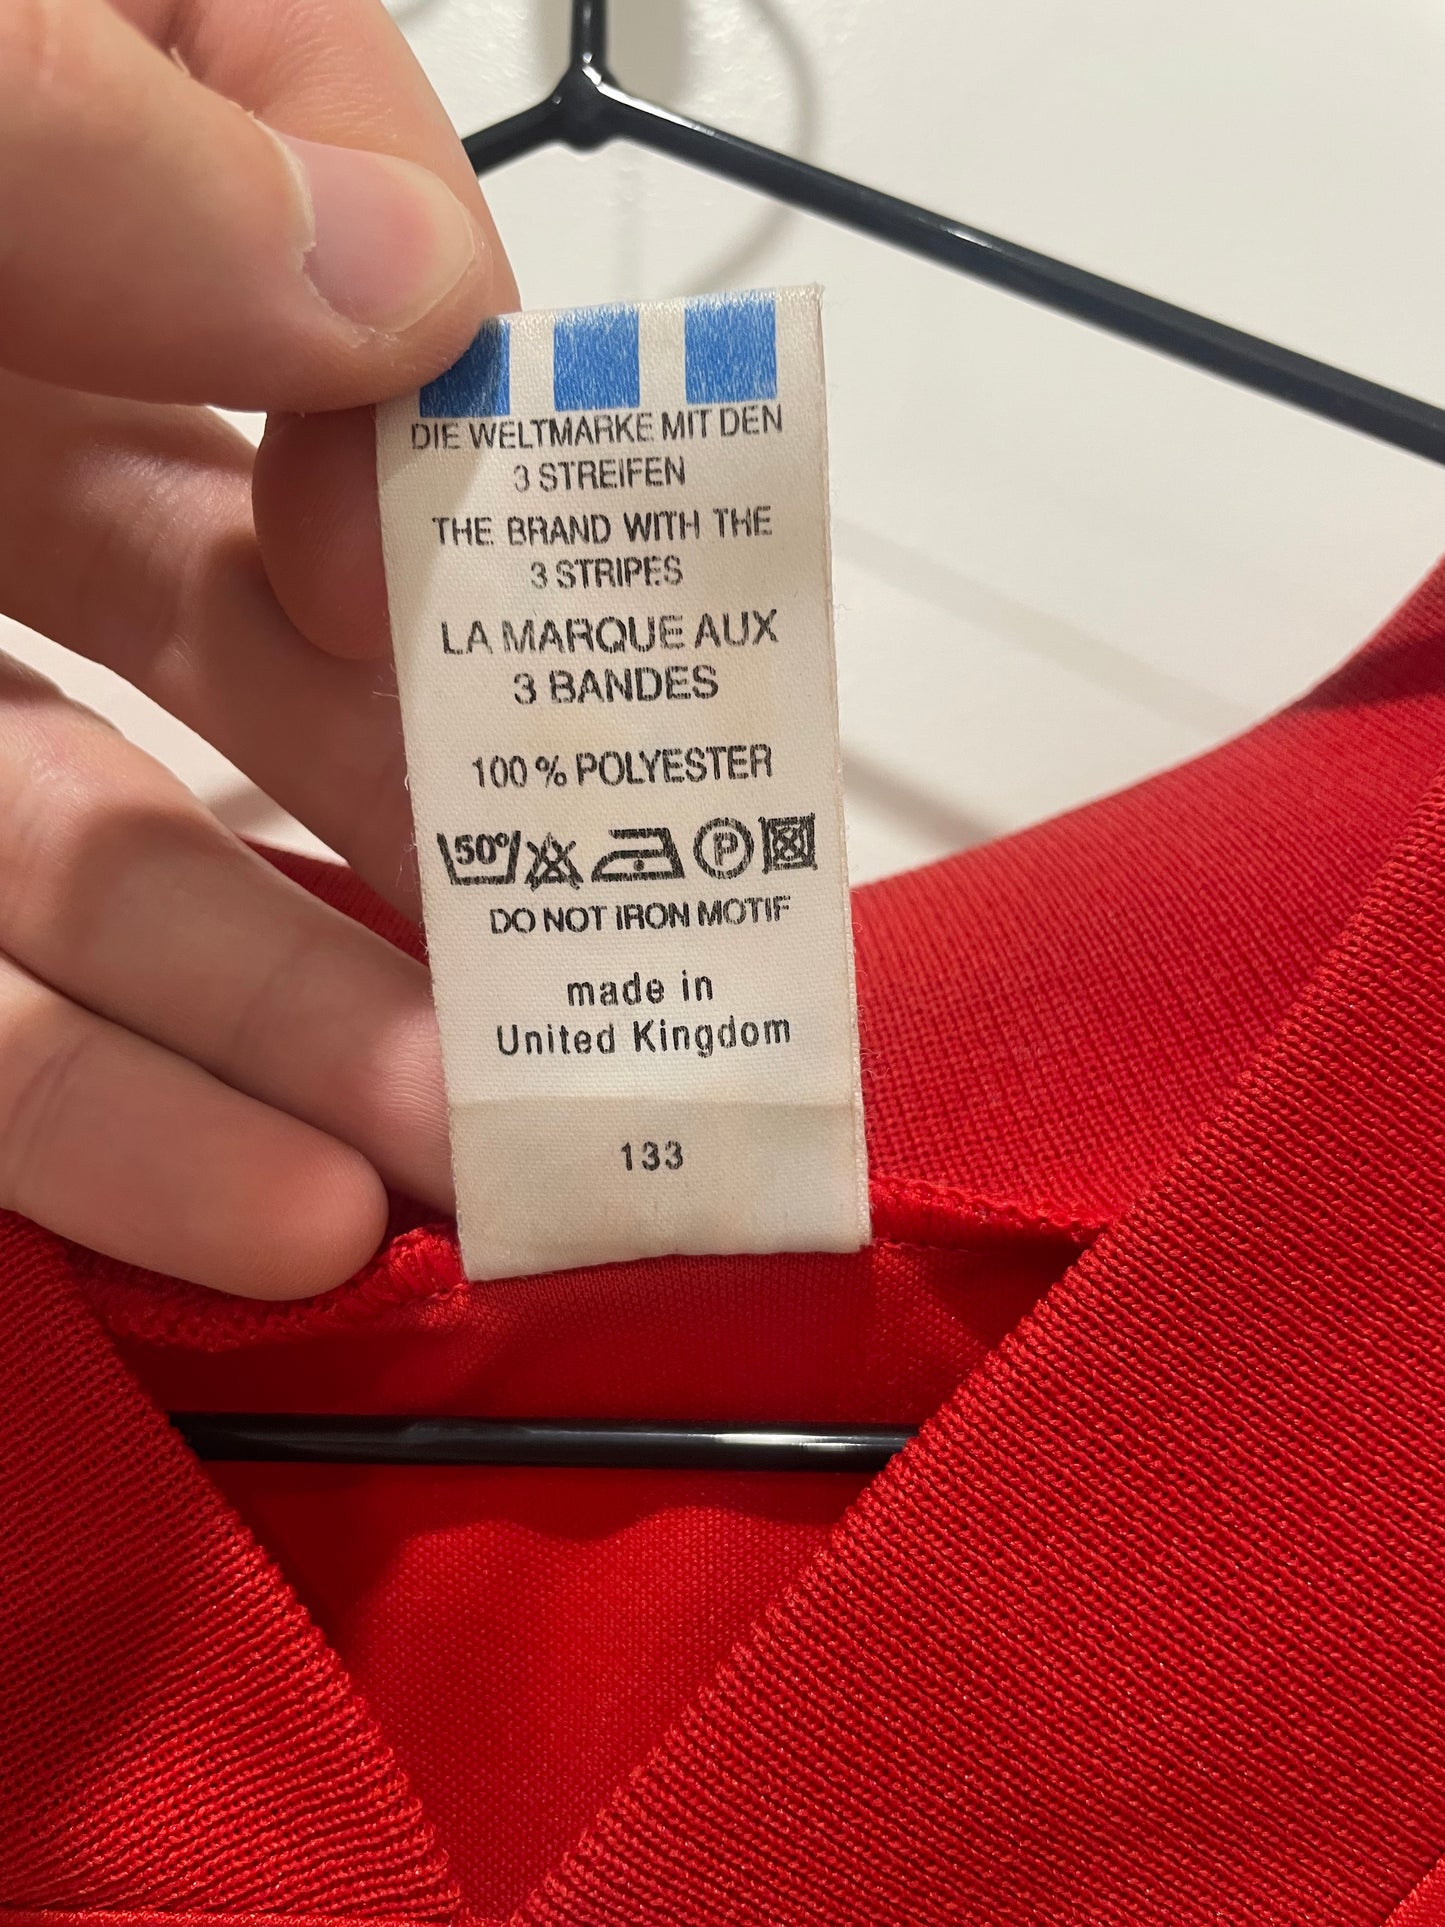 DIE WELTMARKE MIT DEN
3 STREIFEN
THE BRAND WITH THE
3 STRIPES
LA MARQUE AUX
3 BANDES
100 % POLYESTER
50° P
DO NOT IRON MOTIF
made in
United Kingdom
133